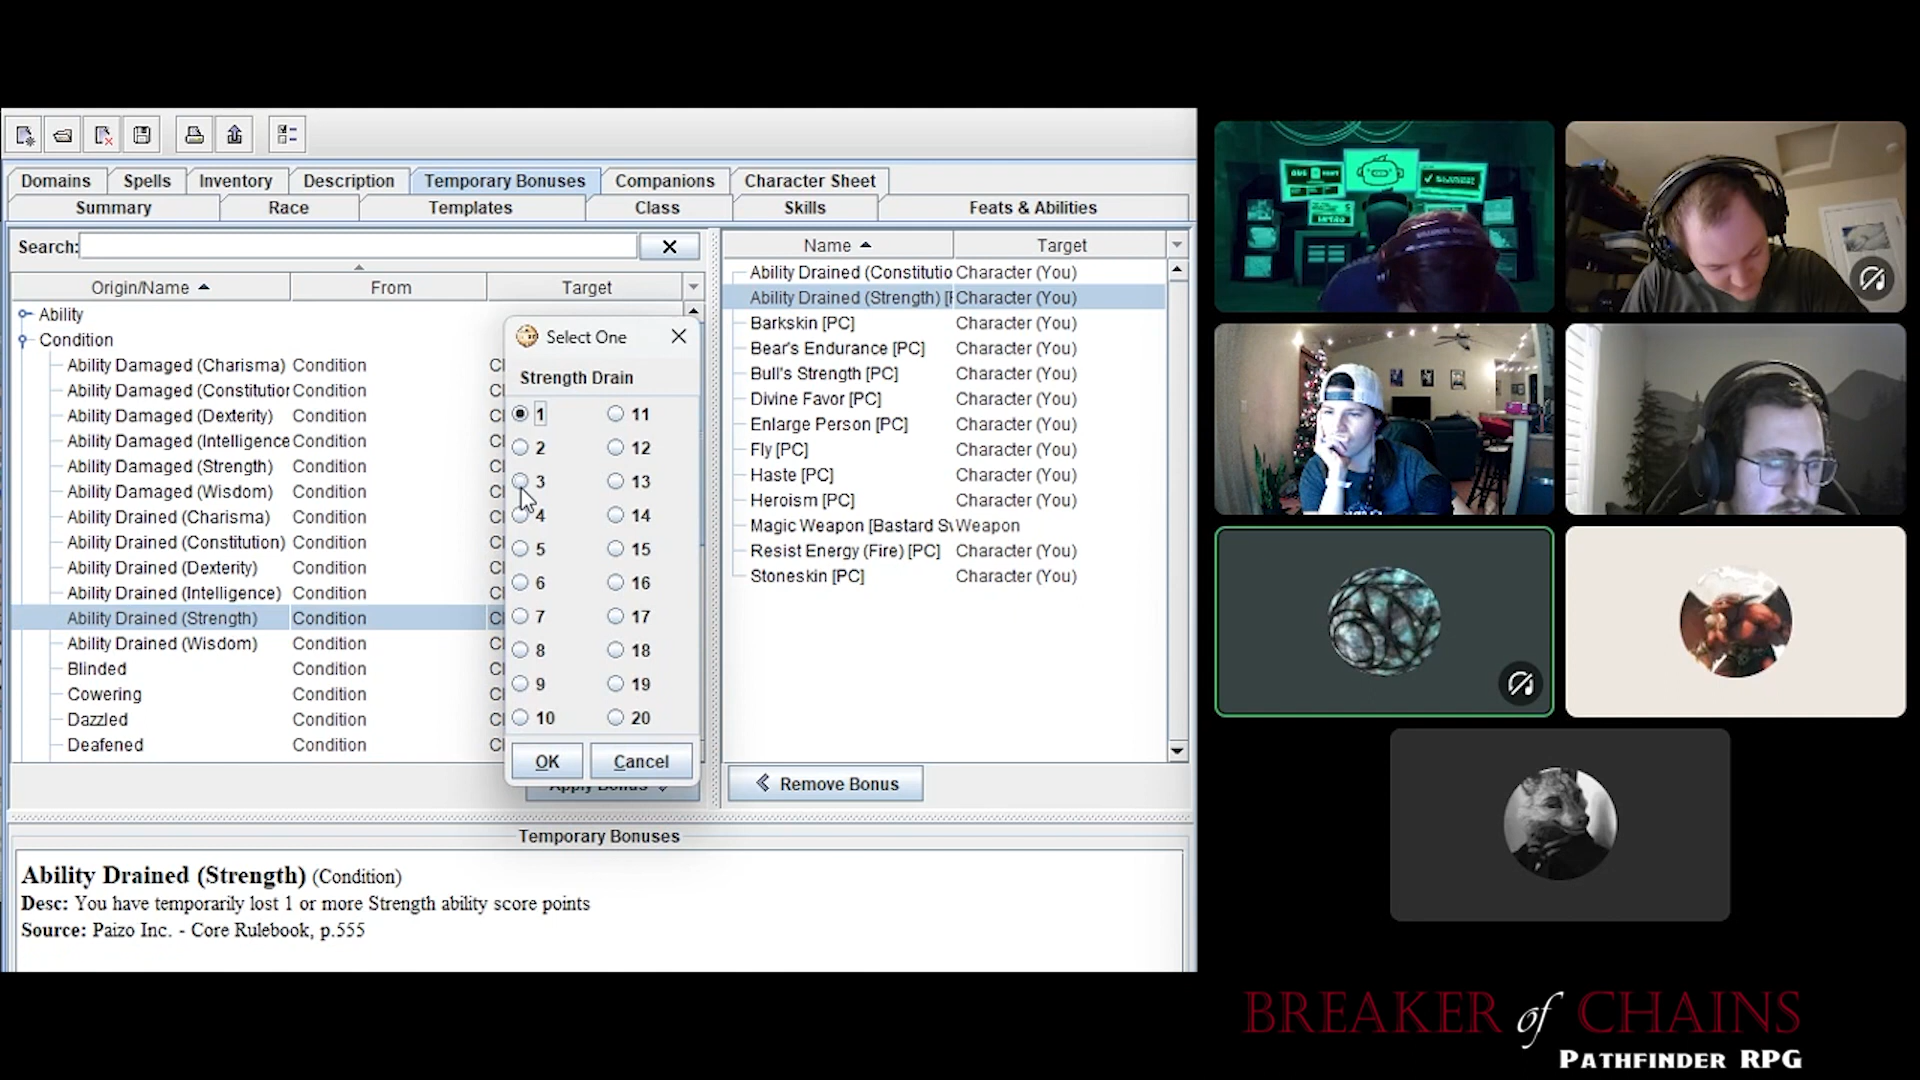 Domains Spells Inventory Description Temporary Bonuses Companions Character Sheet
Summary Race Templates Class Skills Feats & Abilities
Search:
Origin/Name From Target
Ability
Condition
Ability Damaged (Charisma) Condition
Ability Damaged (Constitution Condition
Ability Damaged (Dexterity) Condition
Ability Damaged (Intelligence Condition
Ability Damaged (Strength) Condition
Ability Damaged (Wisdom) Condition
Ability Drained (Charisma) Condition
Ability Drained (Constitution) Condition
Ability Drained (Dexterity) Condition
Ability Drained (Intelligence) Condition
Ability Drained (Strength) Condition
Ability Drained (Wisdom) Condition
Blinded Condition
Cowering Condition
Dazzled Condition
Deafened Condition
Select One
Strength Drain
1 11
2 12
3 13
4 14
5 15
6 16
7 17
8 18
9 19
10 20
OK Cancel
Apply Bonus
Name Target
Ability Drained (Constitutio Character (You)
Ability Drained (Strength) [F Character (You)
Barkskin [PC] Character (You)
Bear's Endurance [PC] Character (You)
Bull's Strength [PC] Character (You)
Divine Favor [PC] Character (You)
Enlarge Person [PC] Character (You)
Fly [PC] Character (You)
Haste [PC] Character (You)
Heroism [PC] Character (You)
Magic Weapon [Bastard Sw Weapon
Resist Energy (Fire) [PC] Character (You)
Stoneskin [PC] Character (You)
Remove Bonus
Temporary Bonuses
Ability Drained (Strength) (Condition)
Desc: You have temporarily lost 1 or more Strength ability score points
Source: Paizo Inc. - Core Rulebook, p.555
BREAKER of CHAINS
PATHFINDER RPG